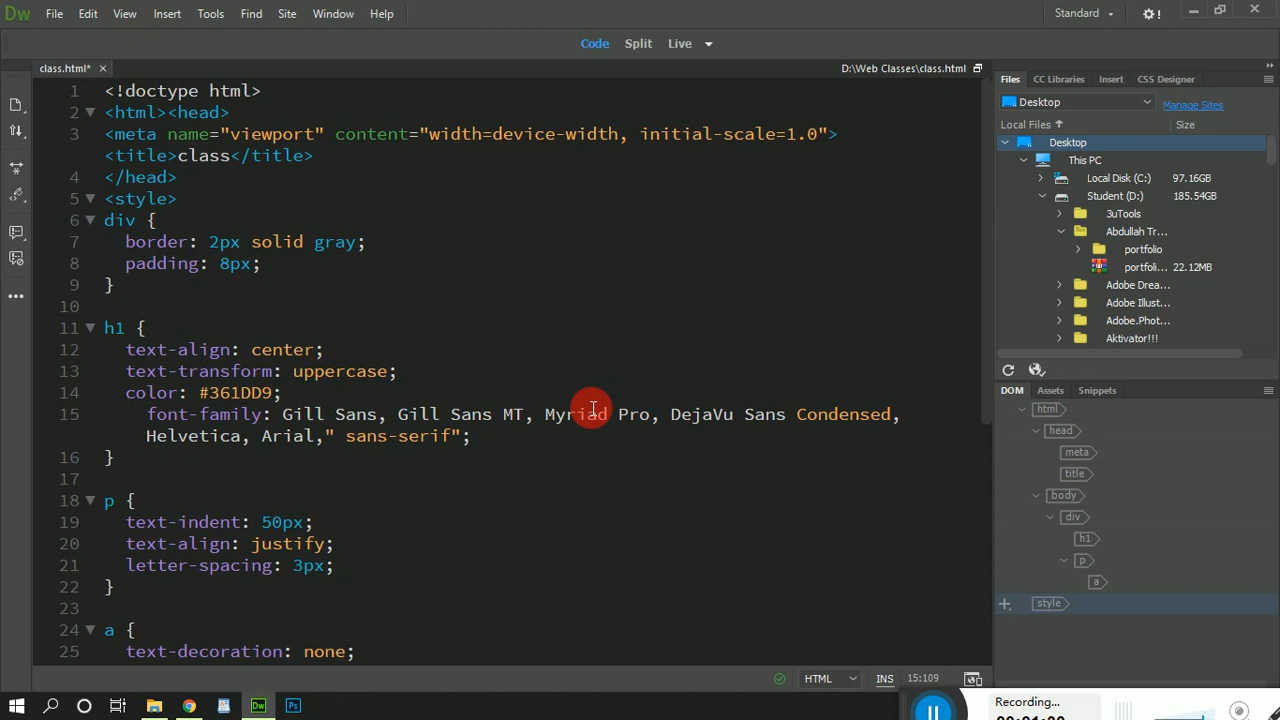 Dw File Edit View Insert Tools Find Site Window Help Standard
Code Split Live
class.html* × D:\Web Classes\class.html
1 <!doctype html>
2 <html><head>
3 <meta name="viewport" content="width=device-width, initial-scale=1.0">
<title>class</title>
4 </head>
5 <style>
6 div {
7 border: 2px solid gray;
8 padding: 8px;
9 }
10
11 h1 {
12 text-align: center;
13 text-transform: uppercase;
14 color: #361DD9;
15 font-family: Gill Sans, Gill Sans MT, Myriad Pro, DejaVu Sans Condensed,
Helvetica, Arial," sans-serif";
16 }
17
18 p {
19 text-indent: 50px;
20 text-align: justify;
21 letter-spacing: 3px;
22 }
23
24 a {
25 text-decoration: none;
HTML INS 15:109
Files CC Libraries Insert CSS Designer
Desktop Manage Sites
Local Files Size
Desktop
This PC
Local Disk (C:) 97.16GB
Student (D:) 185.54GB
3uTools
Abdullah Tr...
portfolio
portfoli... 22.12MB
Adobe Drea...
Adobe Illust...
Adobe.Phot...
Aktivator!!!
DOM Assets Snippets
html
head
meta
title
body
div
h1
p
a
style
Dw Ps
Recording...